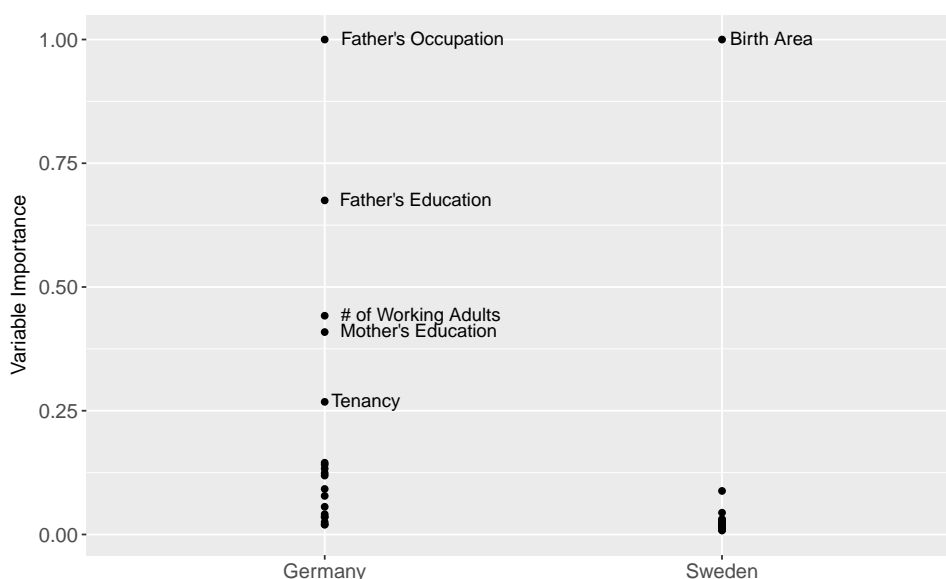 1.00
Father's Occupation
Birth Area
0.75
Father's Education
0.50
# of Working Adults
Mother's Education
Tenancy
0.25
0.00
Variable Importance
Germany
Sweden